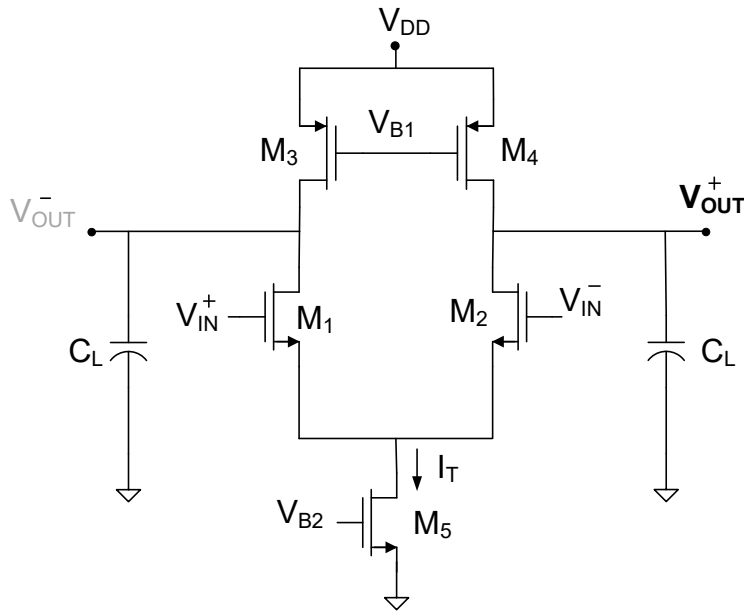 V_DD
M_3
V_B1
M_4
V_OUT^-
V_OUT^+
V_IN^+
M_1
M_2
V_IN^-
C_L
C_L
I_T
V_B2
M_5